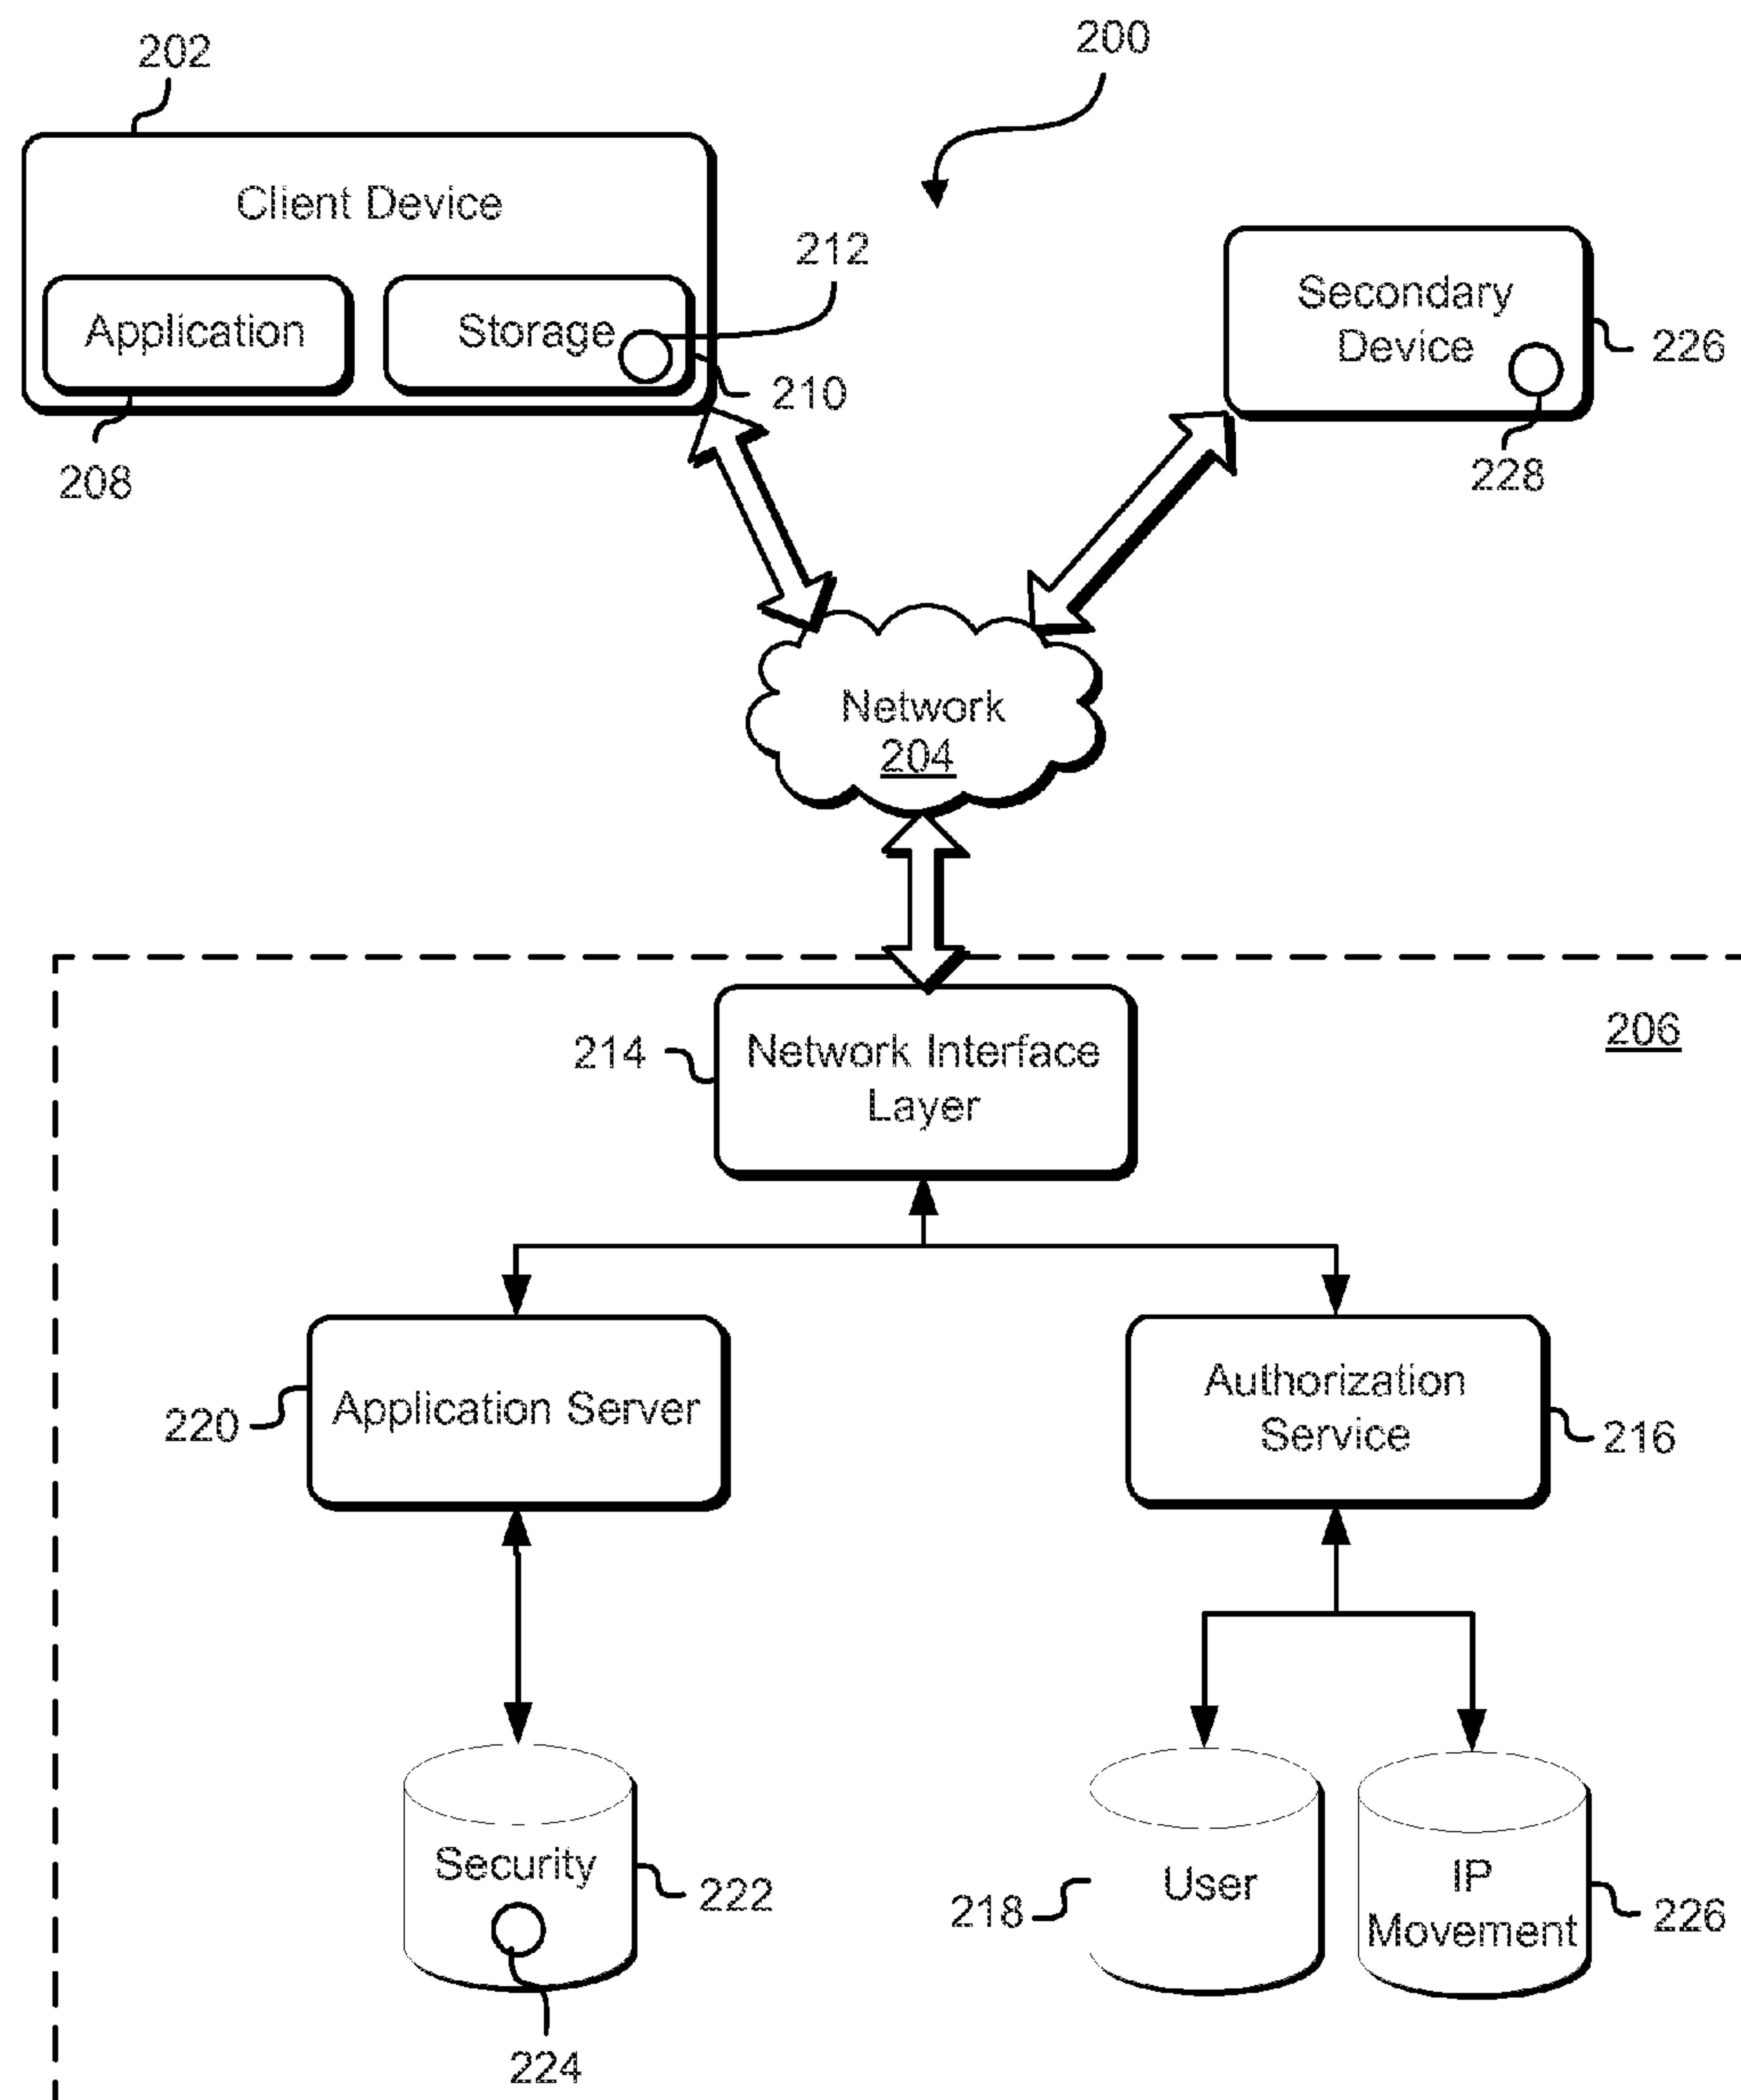 200
202
Client Device
212
Application
Storage
210
208
Secondary
Device
226
228
Network
204
206
214
Network Interface
Layer
220
Application Server
Authorization
Service
216
Security
222
224
218
User
IP
Movement
226